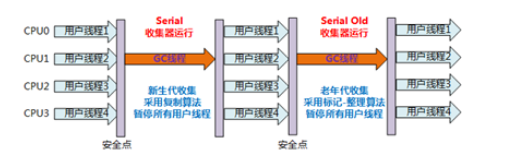 Serial
收集器运行
Serial Old
收集器运行
CPU0 用户线程1 用户线程1 用户线程1
CPU1 用户线程2 GC线程 用户线程2 GC线程 用户线程2
CPU2 用户线程3 用户线程3 用户线程3
CPU3 用户线程4 用户线程4 用户线程4
新生代收集
采用复制算法
暂停所有用户线程
老年代收集
采用标记-整理算法
暂停所有用户线程
安全点 安全点